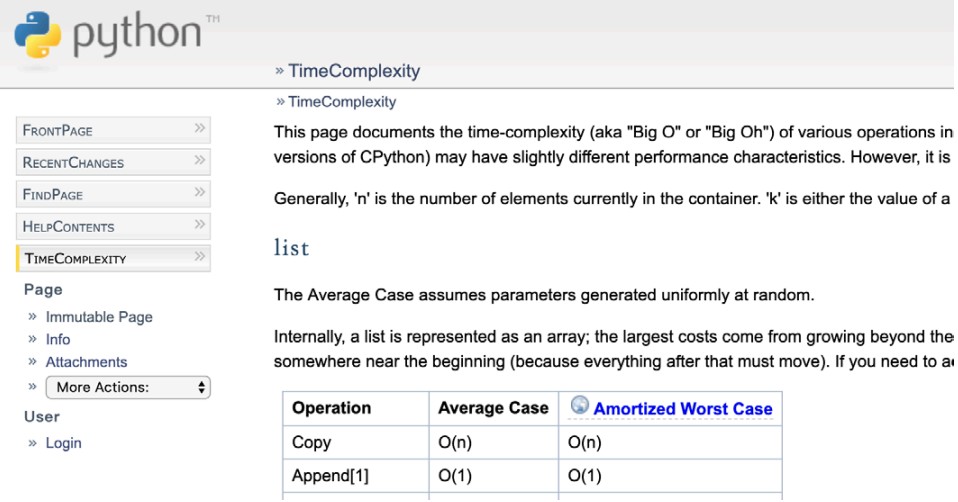 python™
» TimeComplexity
» TimeComplexity
FRONTPAGE »
RECENTCHANGES »
FINDPAGE »
HELPCONTENTS »
TIMECOMPLEXITY »
Page
» Immutable Page
» Info
» Attachments
» More Actions:
User
» Login
This page documents the time-complexity (aka "Big O" or "Big Oh") of various operations in
versions of CPython) may have slightly different performance characteristics. However, it is
Generally, 'n' is the number of elements currently in the container. 'k' is either the value of a
list
The Average Case assumes parameters generated uniformly at random.
Internally, a list is represented as an array; the largest costs come from growing beyond the
somewhere near the beginning (because everything after that must move). If you need to
Operation Average Case Amortized Worst Case
Copy O(n) O(n)
Append[1] O(1) O(1)